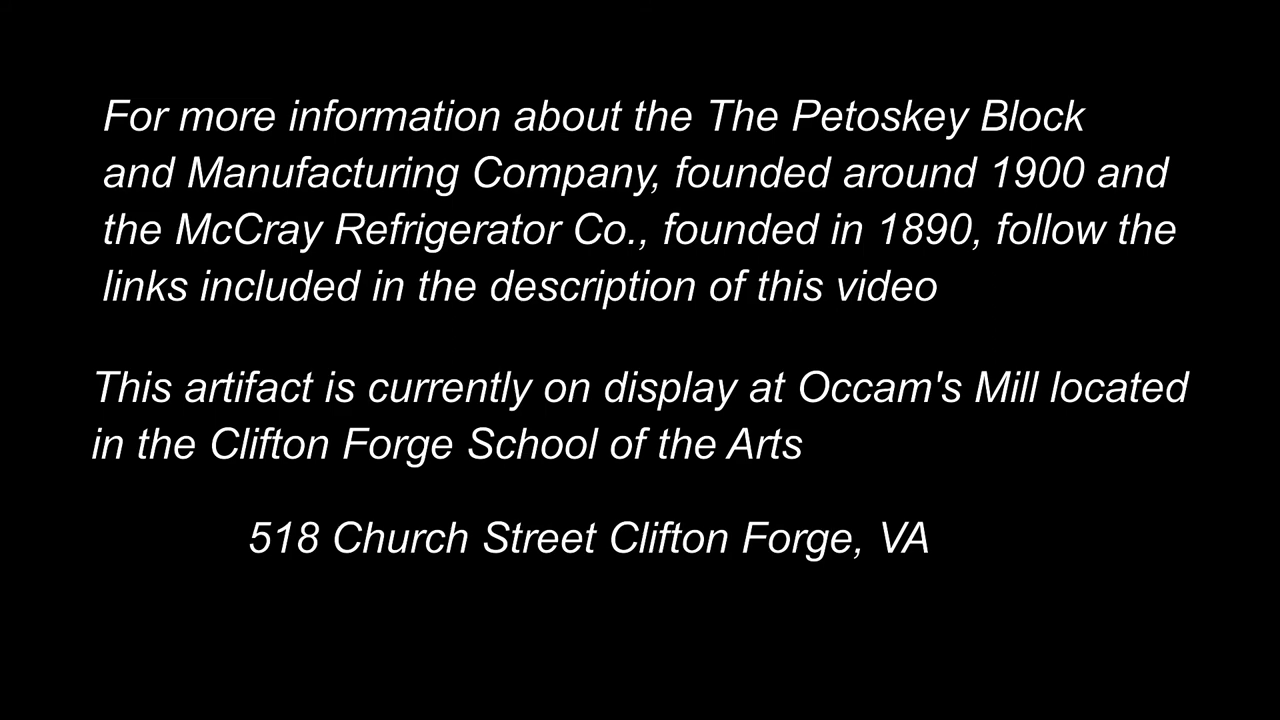 For more information about the The Petoskey Block
and Manufacturing Company, founded around 1900 and
the McCray Refrigerator Co., founded in 1890, follow the
links included in the description of this video
This artifact is currently on display at Occam's Mill located
in the Clifton Forge School of the Arts
518 Church Street Clifton Forge, VA